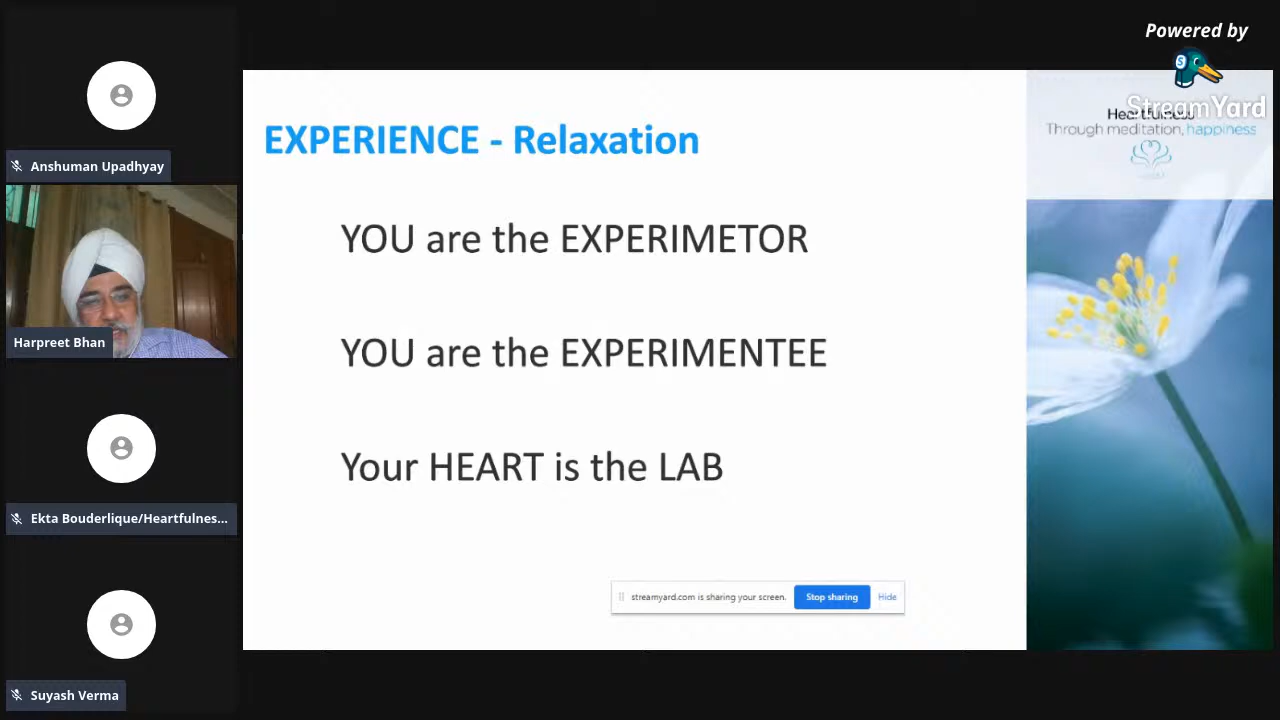 Powered by
StreamYard
Heartfulness
Through meditation, happiness
EXPERIENCE - Relaxation
YOU are the EXPERIMETOR
YOU are the EXPERIMENTEE
Your HEART is the LAB
streamyard.com is sharing your screen.
Stop sharing
Hide
Anshuman Upadhyay
Harpreet Bhan
Ekta Bouderlique/Heartfulnes...
Suyash Verma